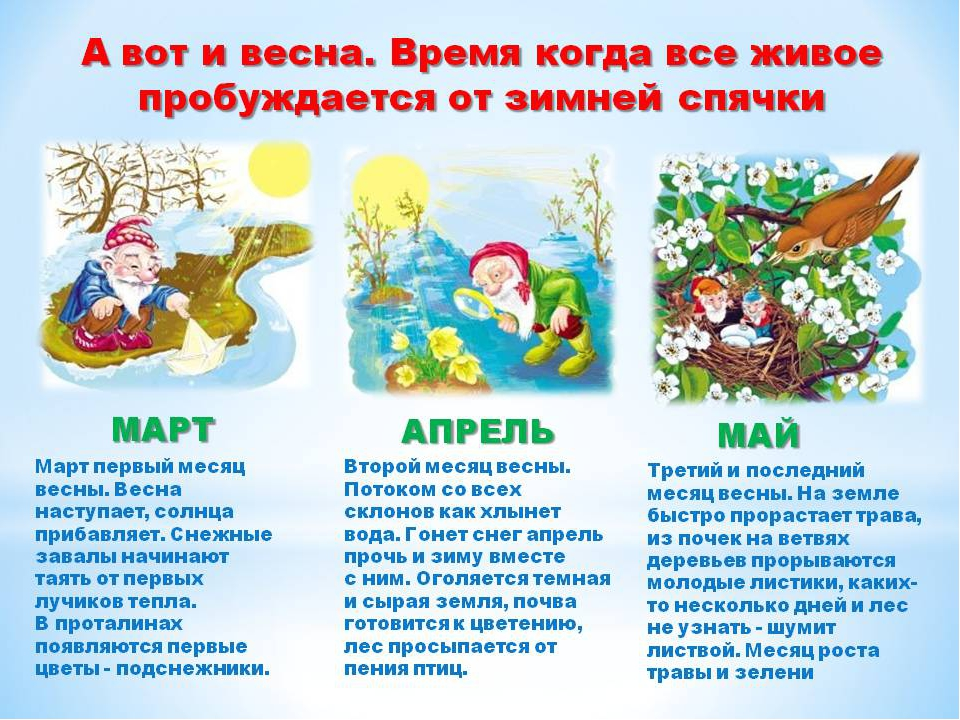 А вот и весна. Время когда все живое
пробуждается от зимней спячки
МАРТ
Март первый месяц
весны. Весна
наступает, солнца
прибавляет. Снежные
завалы начинают
таять от первых
лучиков тепла.
В проталинах
появляются первые
цветы - подснежники.
АПРЕЛЬ
Второй месяц весны.
Потоком со всех
склонов как хлынет
вода. Гонет снег апрель
прочь и зиму вместе
с ним. Оголяется темная
и сырая земля, почва
готовится к цветению,
лес просыпается от
пения птиц.
МАЙ
Третий и последний
месяц весны. На земле
быстро прорастает трава,
из почек на ветвях
деревьев прорываются
молодые листики, каких-
то несколько дней и лес
не узнать - шумит
листвой. Месяц роста
травы и зелени